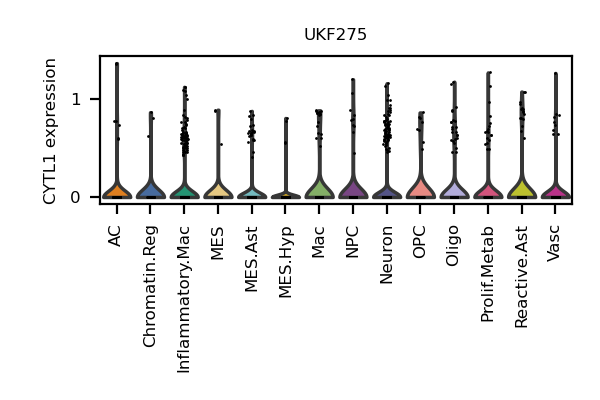 UKF275
CYTL1 expression
1
0
AC
Chromatin.Reg
Inflammatory.Mac
MES
MES.Ast
MES.Hyp
Mac
NPC
Neuron
OPC
Oligo
Prolif.Metab
Reactive.Ast
Vasc